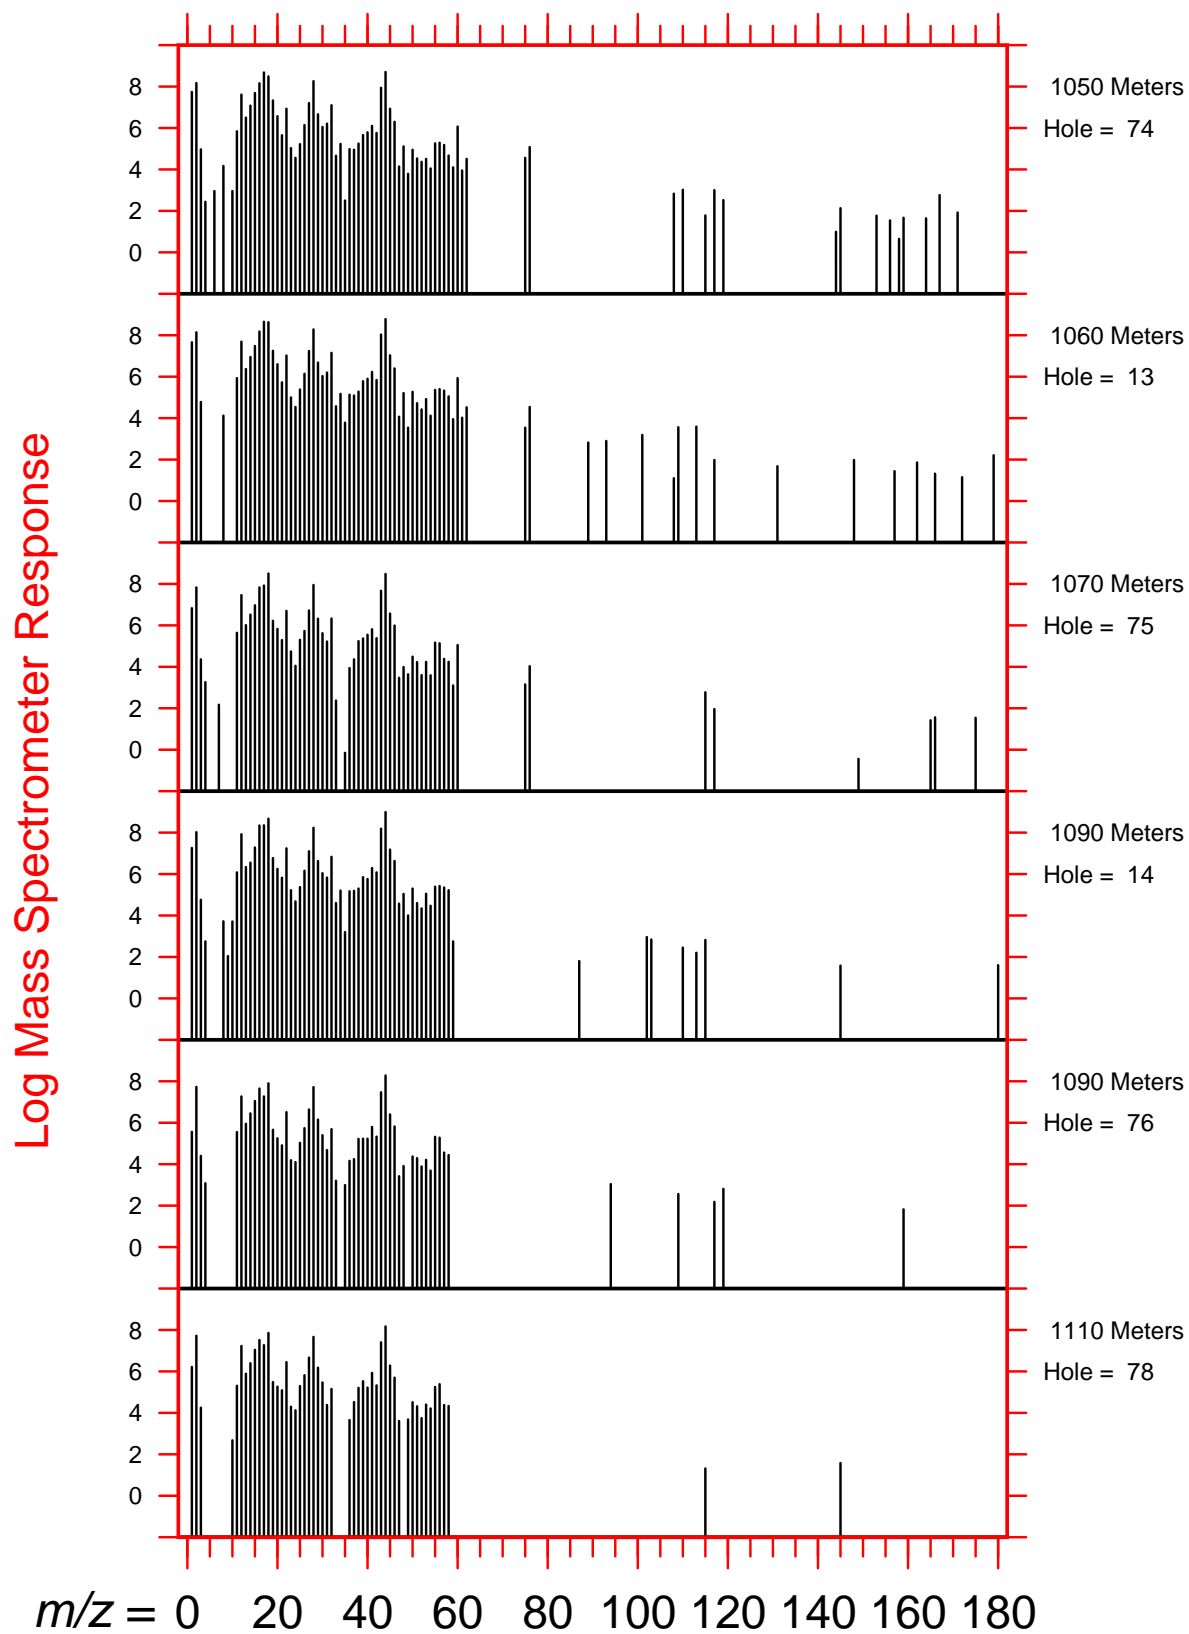 8 1050 Meters
6 Hole = 74
4
2
0
8 1060 Meters
6 Hole = 13
4
2
0
8 1070 Meters
6 Hole = 75
4
2
0
8 1090 Meters
6 Hole = 14
4
2
0
8 1090 Meters
6 Hole = 76
4
2
0
8 1110 Meters
6 Hole = 78
4
2
0
Log Mass Spectrometer Response
m/z = 0 20 40 60 80 100 120 140 160 180